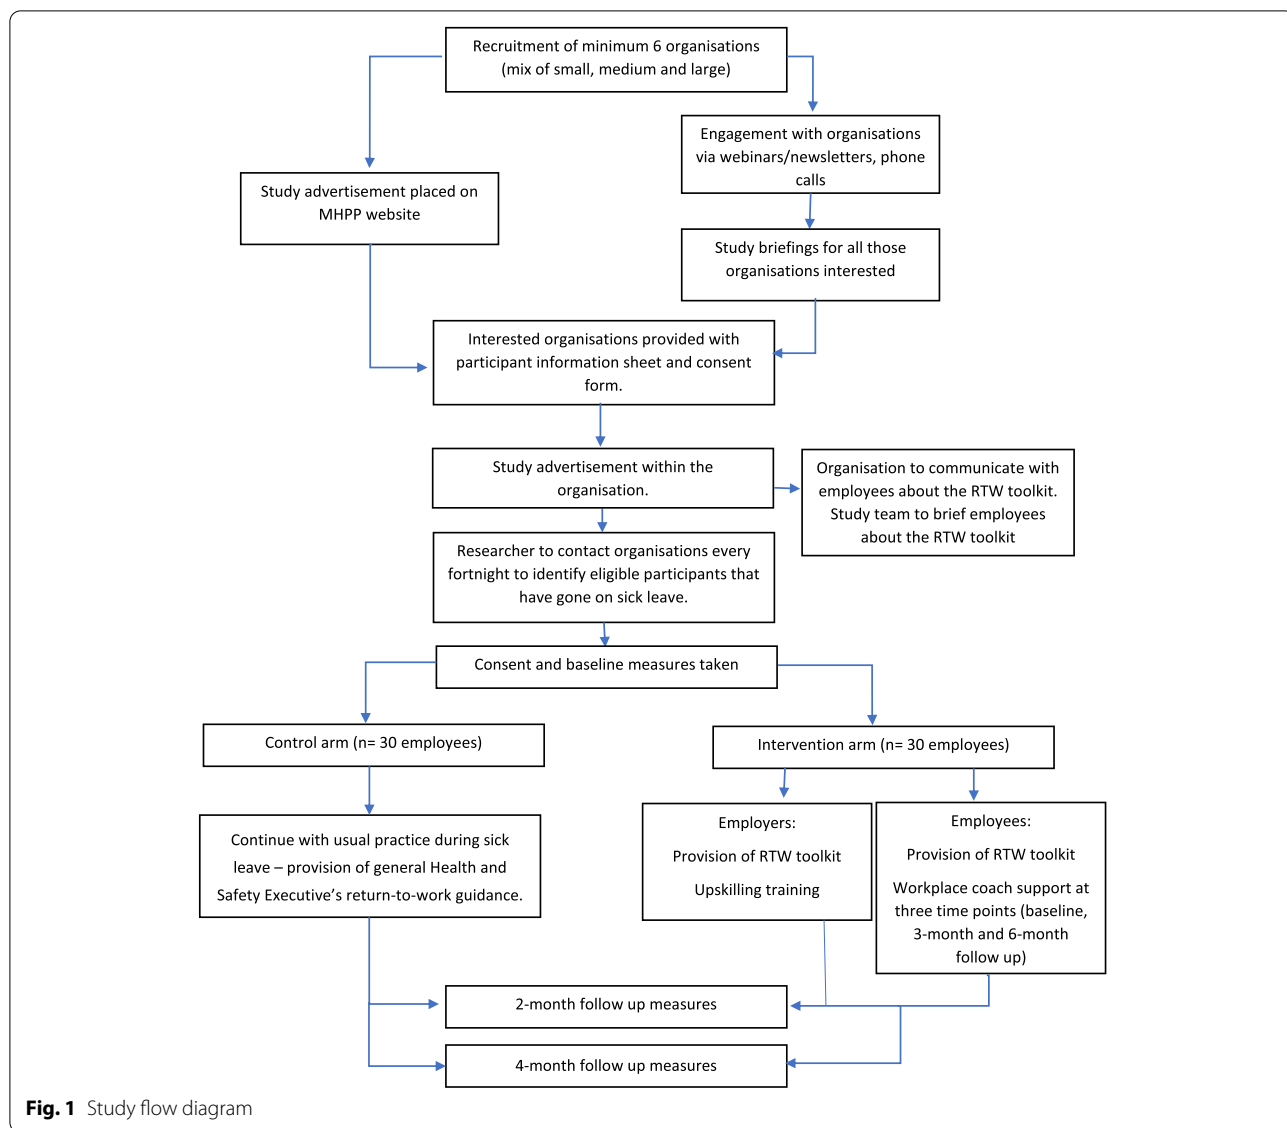 Recruitment of minimum 6 organisations
(mix of small, medium and large)
Engagement with organisations
via webinars/newsletters, phone
calls
Study advertisement placed on
MHPP website
Study briefings for all those
organisations interested
Interested organisations provided with
participant information sheet and consent
form.
Study advertisement within the
organisation.
Organisation to communicate with
employees about the RTW toolkit.
Study team to brief employees
about the RTW toolkit
Researcher to contact organisations every
fortnight to identify eligible participants that
have gone on sick leave.
Consent and baseline measures taken
Control arm (n= 30 employees)
Intervention arm (n= 30 employees)
Continue with usual practice during sick
leave – provision of general Health and
Safety Executive’s return-to-work guidance.
Employers:
Provision of RTW toolkit
Upskilling training
Employees:
Provision of RTW toolkit
Workplace coach support at
three time points (baseline,
3-month and 6-month
follow up)
2-month follow up measures
4-month follow up measures
Fig. 1 Study flow diagram